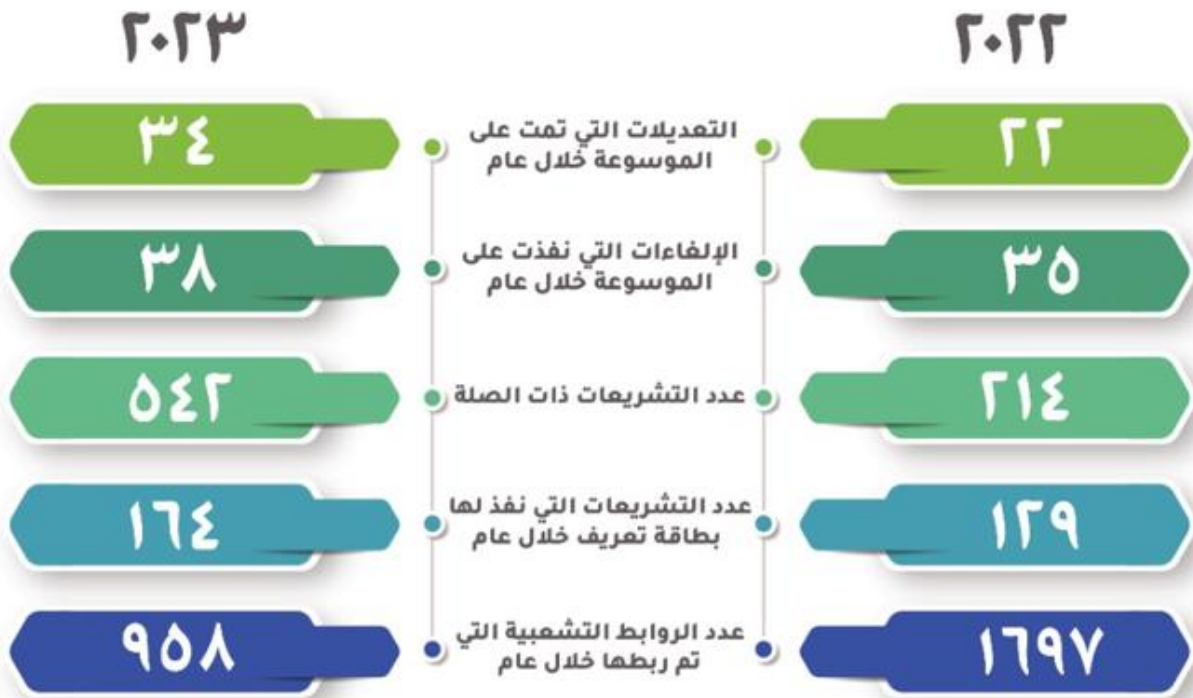 ٢٠٢٢
٢٠٢٣
٢٢
التعديلات التي تمت على
الموسوعة خلال عام
٣٤
٣٥
الإلغاءات التي نفذت على
الموسوعة خلال عام
٣٨
٢١٤
عدد التشريعات ذات الصلة
٥٤٢
١٢٩
عدد التشريعات التي نفذ لها
بطاقة تعريف خلال عام
١٦٤
١٦٩٧
عدد الروابط التشعبية التي
تم ربطها خلال عام
٩٥٨